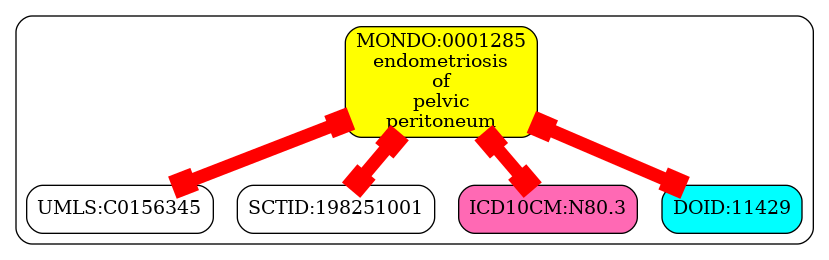 MONDO:0001285
endometriosis
of
pelvic
peritoneum
UMLS:C0156345
SCTID:198251001
ICD10CM:N80.3
DOID:11429